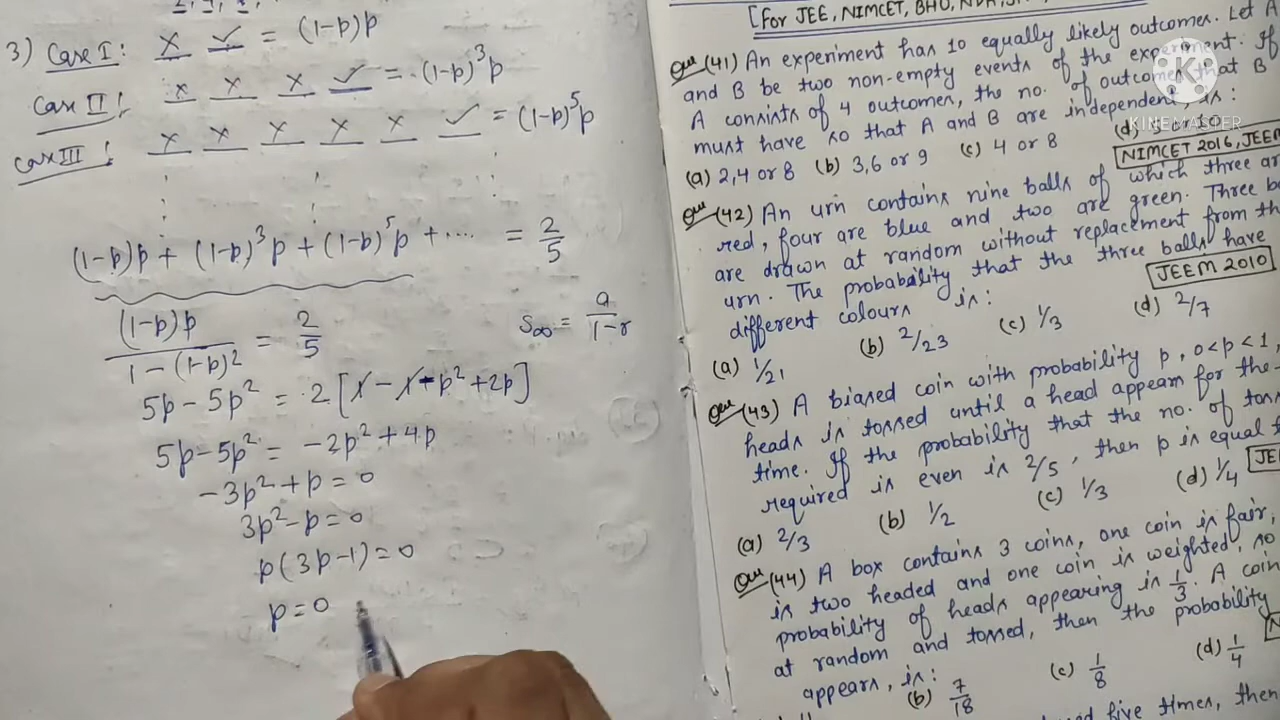 3) Case I: x ✓ = (1-p)p
Case II: x x x ✓ = (1-p)³p
Case III: x x x x x ✓ = (1-p)⁵p
(1-p)p + (1-p)³p + (1-p)⁵p + .... = 2/5
(1-p)p / 1-(1-p)² = 2/5
S∞ = a/1-r
5p-5p² = 2[1-1-p²+2p]
5p-5p² = -2p²+4p
-3p²+p=0
3p²-p=0
p(3p-1)=0
p=0
[For JEE, NIMCET, BHU,
Que (41) An experiment has 10 equally likely outcomes. Let A
and B be two non-empty events of the experiment. If
A consists of 4 outcomes, the no. of outcomes that B
must have so that A and B are independent is:
(a) 2,4 or 8 (b) 3,6 or 9 (c) 4 or 8 (d) 5 or 10
KINEMASTER
NIMCET 2016, JEEM
Que (42) An urn contains nine balls of which three are
red, four are blue and two are green. Three
are drawn at random without replacement from the
urn. The probability that the three balls have
different colours is:
JEEM 2010
(a) 1/21 (b) 2/23 (c) 1/3 (d) 2/7
Que (43) A biased coin with probability p, 0<p<1,
heads is tossed until a head appears for the
time. If the probability that the no. of
required is even is 2/5, then p is equal
(a) 2/3 (b) 1/2 (c) 1/3 (d) 1/4
Que (44) A box contains 3 coins, one coin is fair,
is two headed and one coin is weighted, so
probability of heads appearing is 1/3. A coin
at random and tossed, then the probability
appears, is:
(b) 7/18 (c) 1/8 (d) 1/4
five times, then